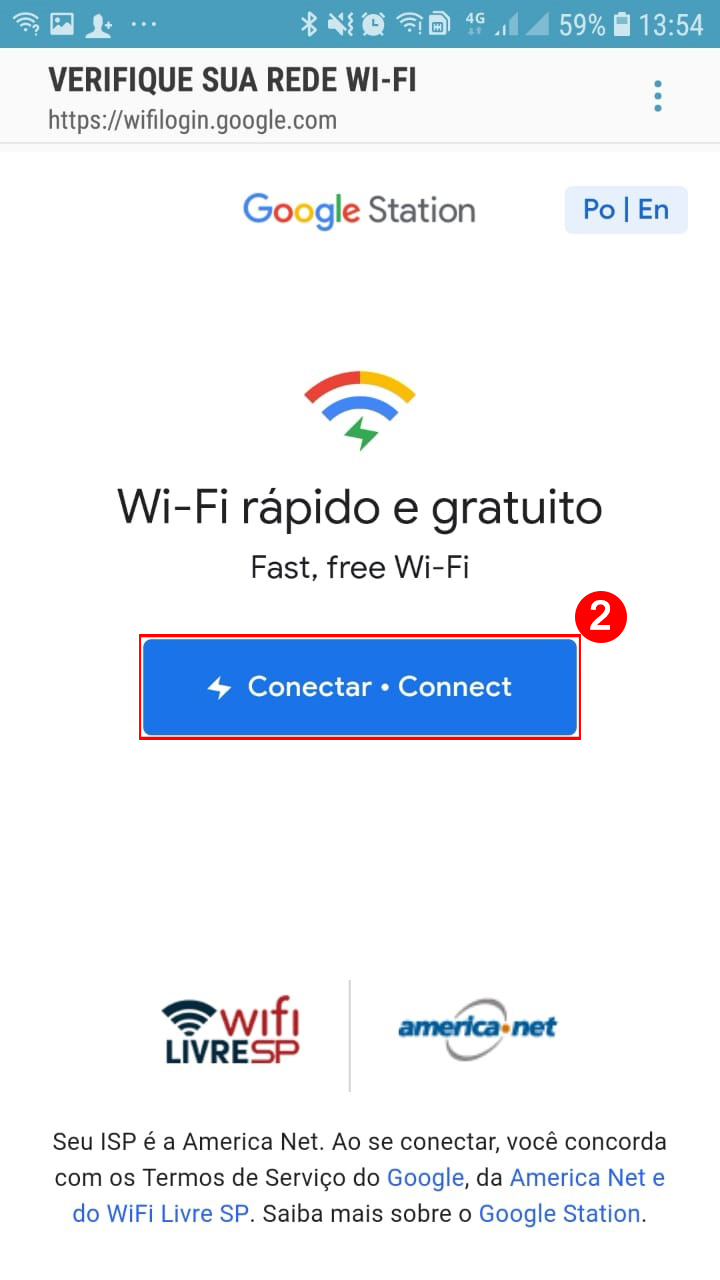 4G 59% 13:54
VERIFIQUE SUA REDE WI-FI
https://wifilogin.google.com
Google Station
Po | En
Wi-Fi rápido e gratuito
Fast, free Wi-Fi
2
Conectar • Connect
wifi
LIVRESP
america.net
Seu ISP é a America Net. Ao se conectar, você concorda
com os Termos de Serviço do Google, da America Net e
do WiFi Livre SP. Saiba mais sobre o Google Station.